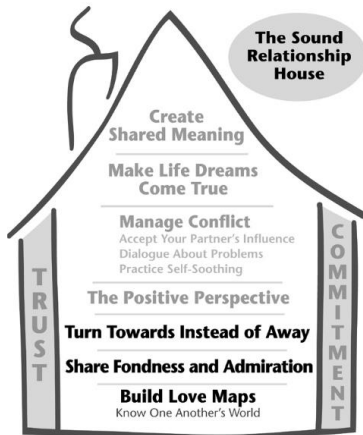 The Sound
Relationship
House
Create
Shared Meaning
Make Life Dreams
Come True
Manage Conflict
Accept Your Partner's Influence
Dialogue About Problems
Practice Self-Soothing
The Positive Perspective
Turn Towards Instead of Away
Share Fondness and Admiration
Build Love Maps
Know One Another's World
TRUST
COMMITMENT